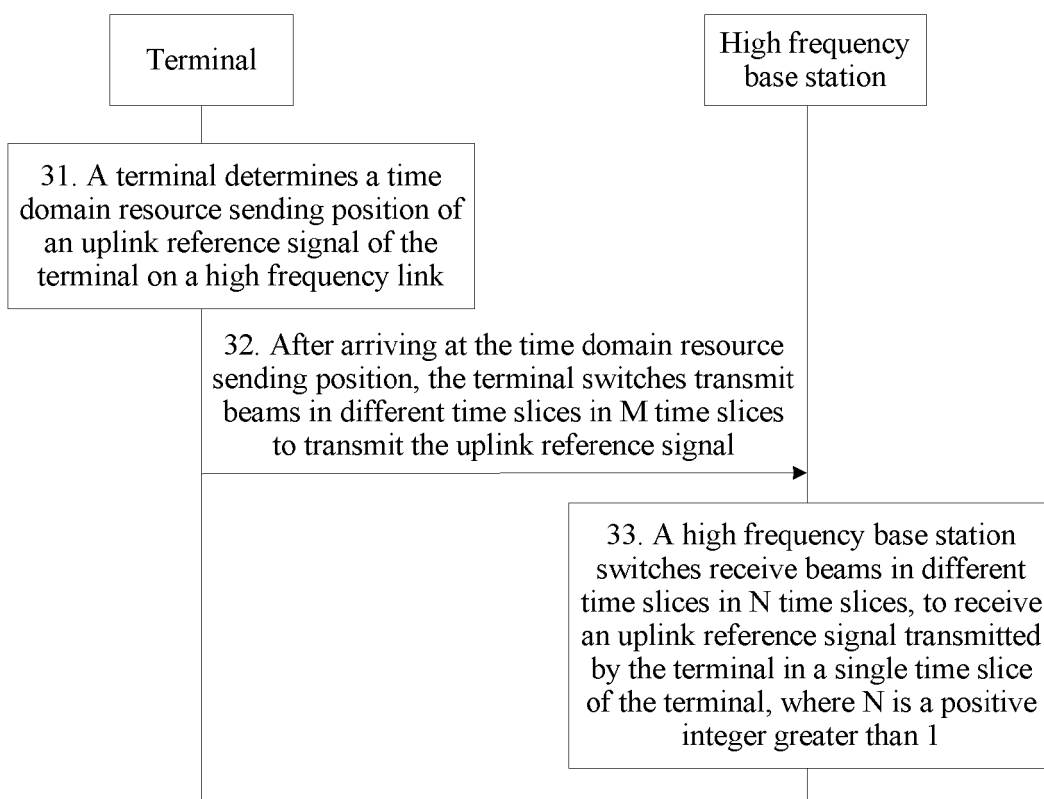 Terminal
High frequency
base station
31. A terminal determines a time
domain resource sending position of
an uplink reference signal of the
terminal on a high frequency link
32. After arriving at the time domain resource
sending position, the terminal switches transmit
beams in different time slices in M time slices
to transmit the uplink reference signal
33. A high frequency base station
switches receive beams in different
time slices in N time slices, to receive
an uplink reference signal transmitted
by the terminal in a single time slice
of the terminal, where N is a positive
integer greater than 1